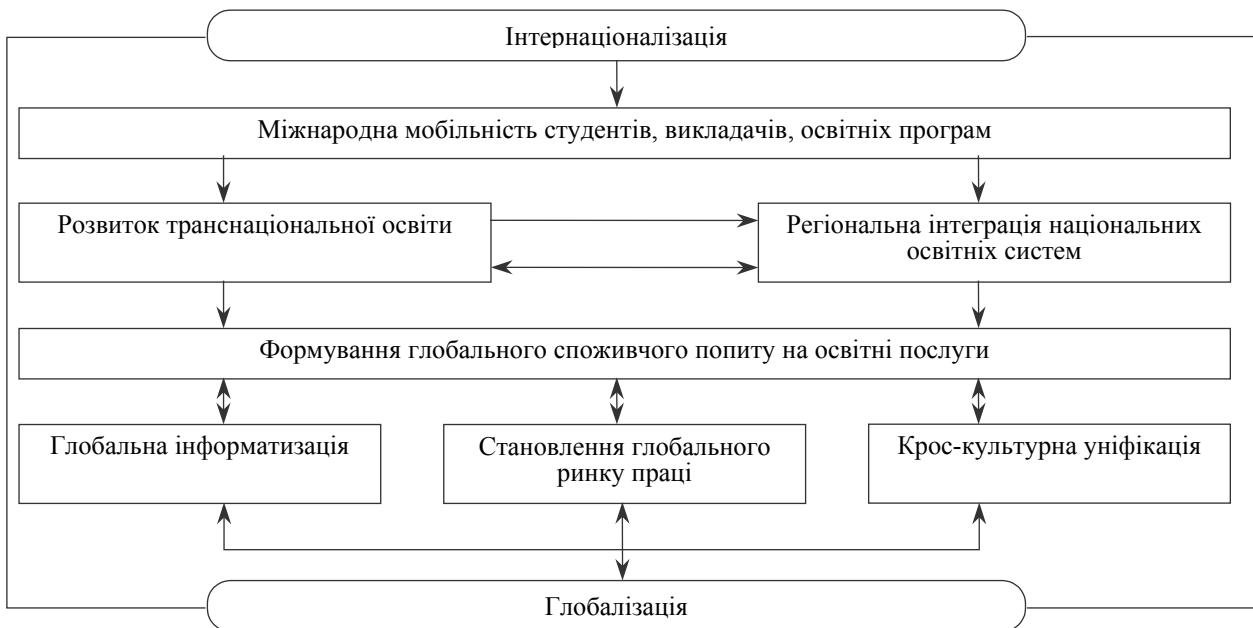 Інтернаціоналізація
Міжнародна мобільність студентів, викладачів, освітніх програм
Розвиток транснаціональної освіти
Регіональна інтеграція національних
освітніх систем
Формування глобального споживчого попиту на освітні послуги
Глобальна інформатизація
Становлення глобального
ринку праці
Крос-культурна уніфікація
Глобалізація